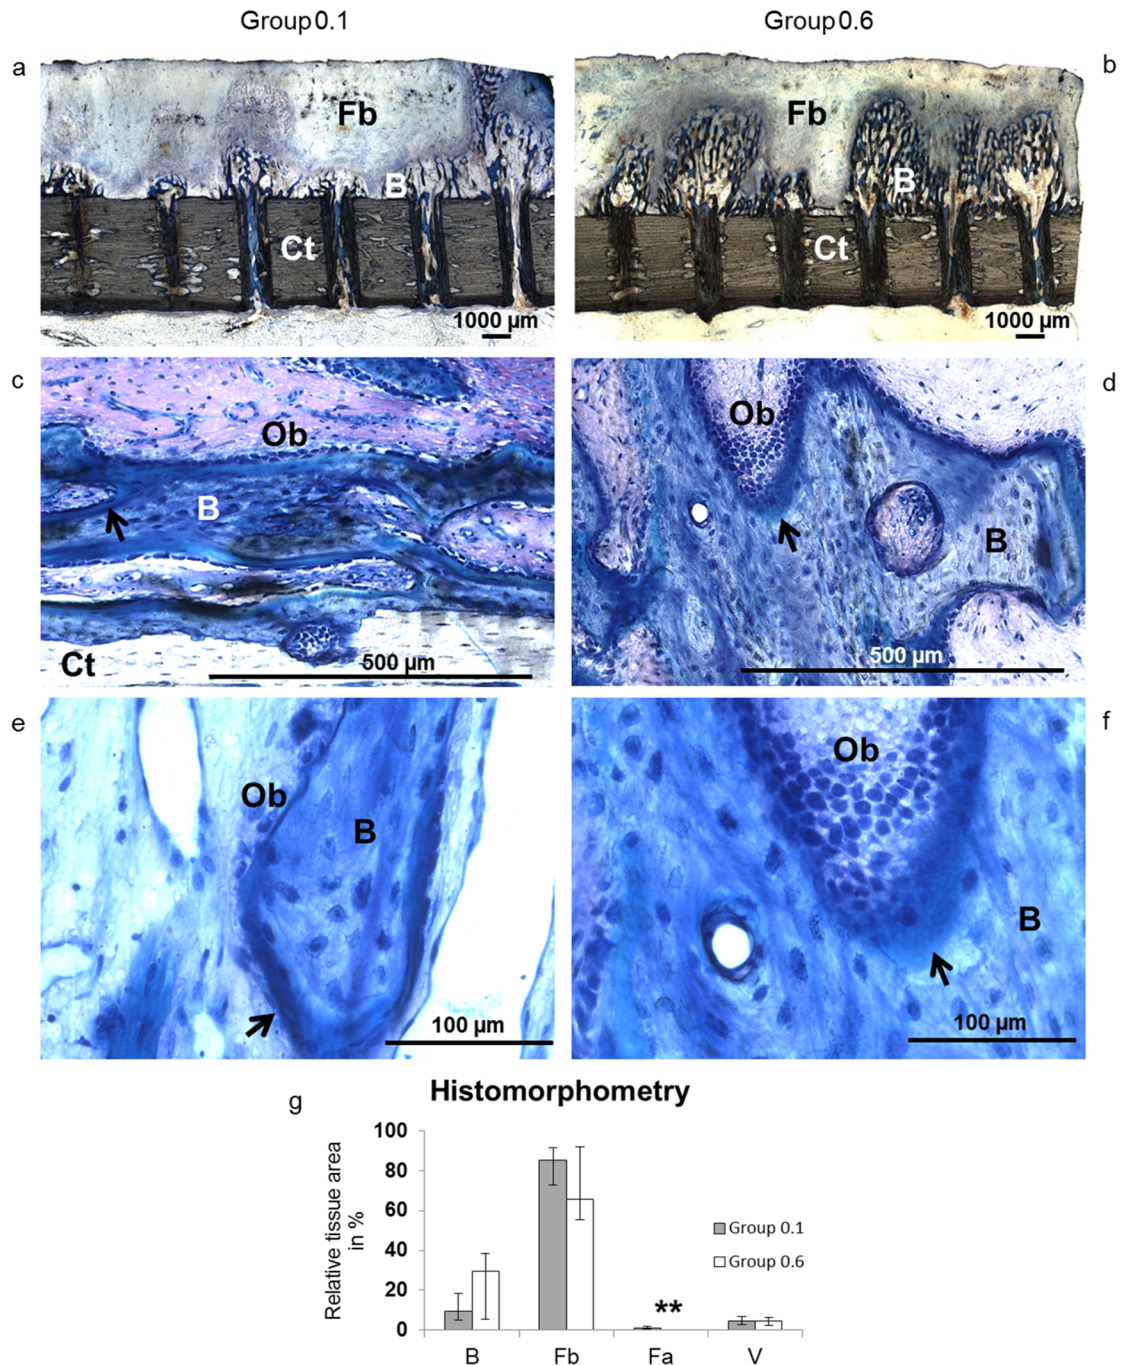 Group 0.1
Group 0.6
a
b
Fb
B
Ct
1000 µm
Fb
B
Ct
1000 µm
c
d
Ob
B
Ct
500 µm
Ob
B
500 µm
e
f
Ob
B
100 µm
Ob
B
100 µm
g
Histomorphometry
Relative tissue area
in %
100
80
60
40
20
0
**
Group 0.1
Group 0.6
B Fb Fa V